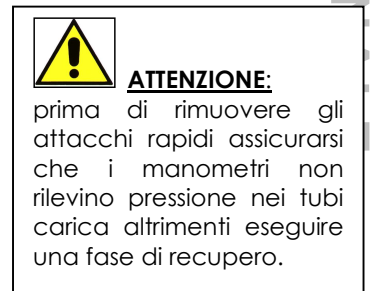 ATTENZIONE:
prima di rimuovere gli
attacchi rapidi assicurarsi
che i manometri non
rilevino pressione nei tubi
carica altrimenti eseguire
una fase di recupero.